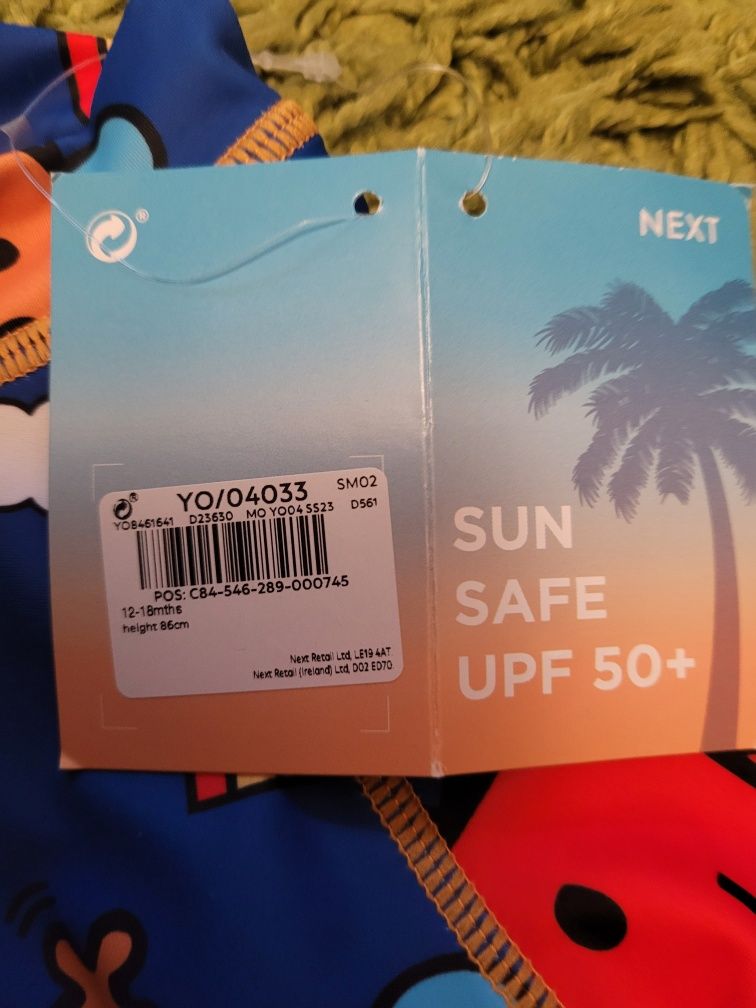 ®
NEXT
®
YO/04033
SM02
YO8461641 D23630 MO YO04 SS23 D561
POS: C84-546-289-000745
12-18mths
height 86cm
Next Retail Ltd, LE19 4AT.
Next Retail (Ireland) Ltd, D02 ED70.
SUN
SAFE
UPF 50+